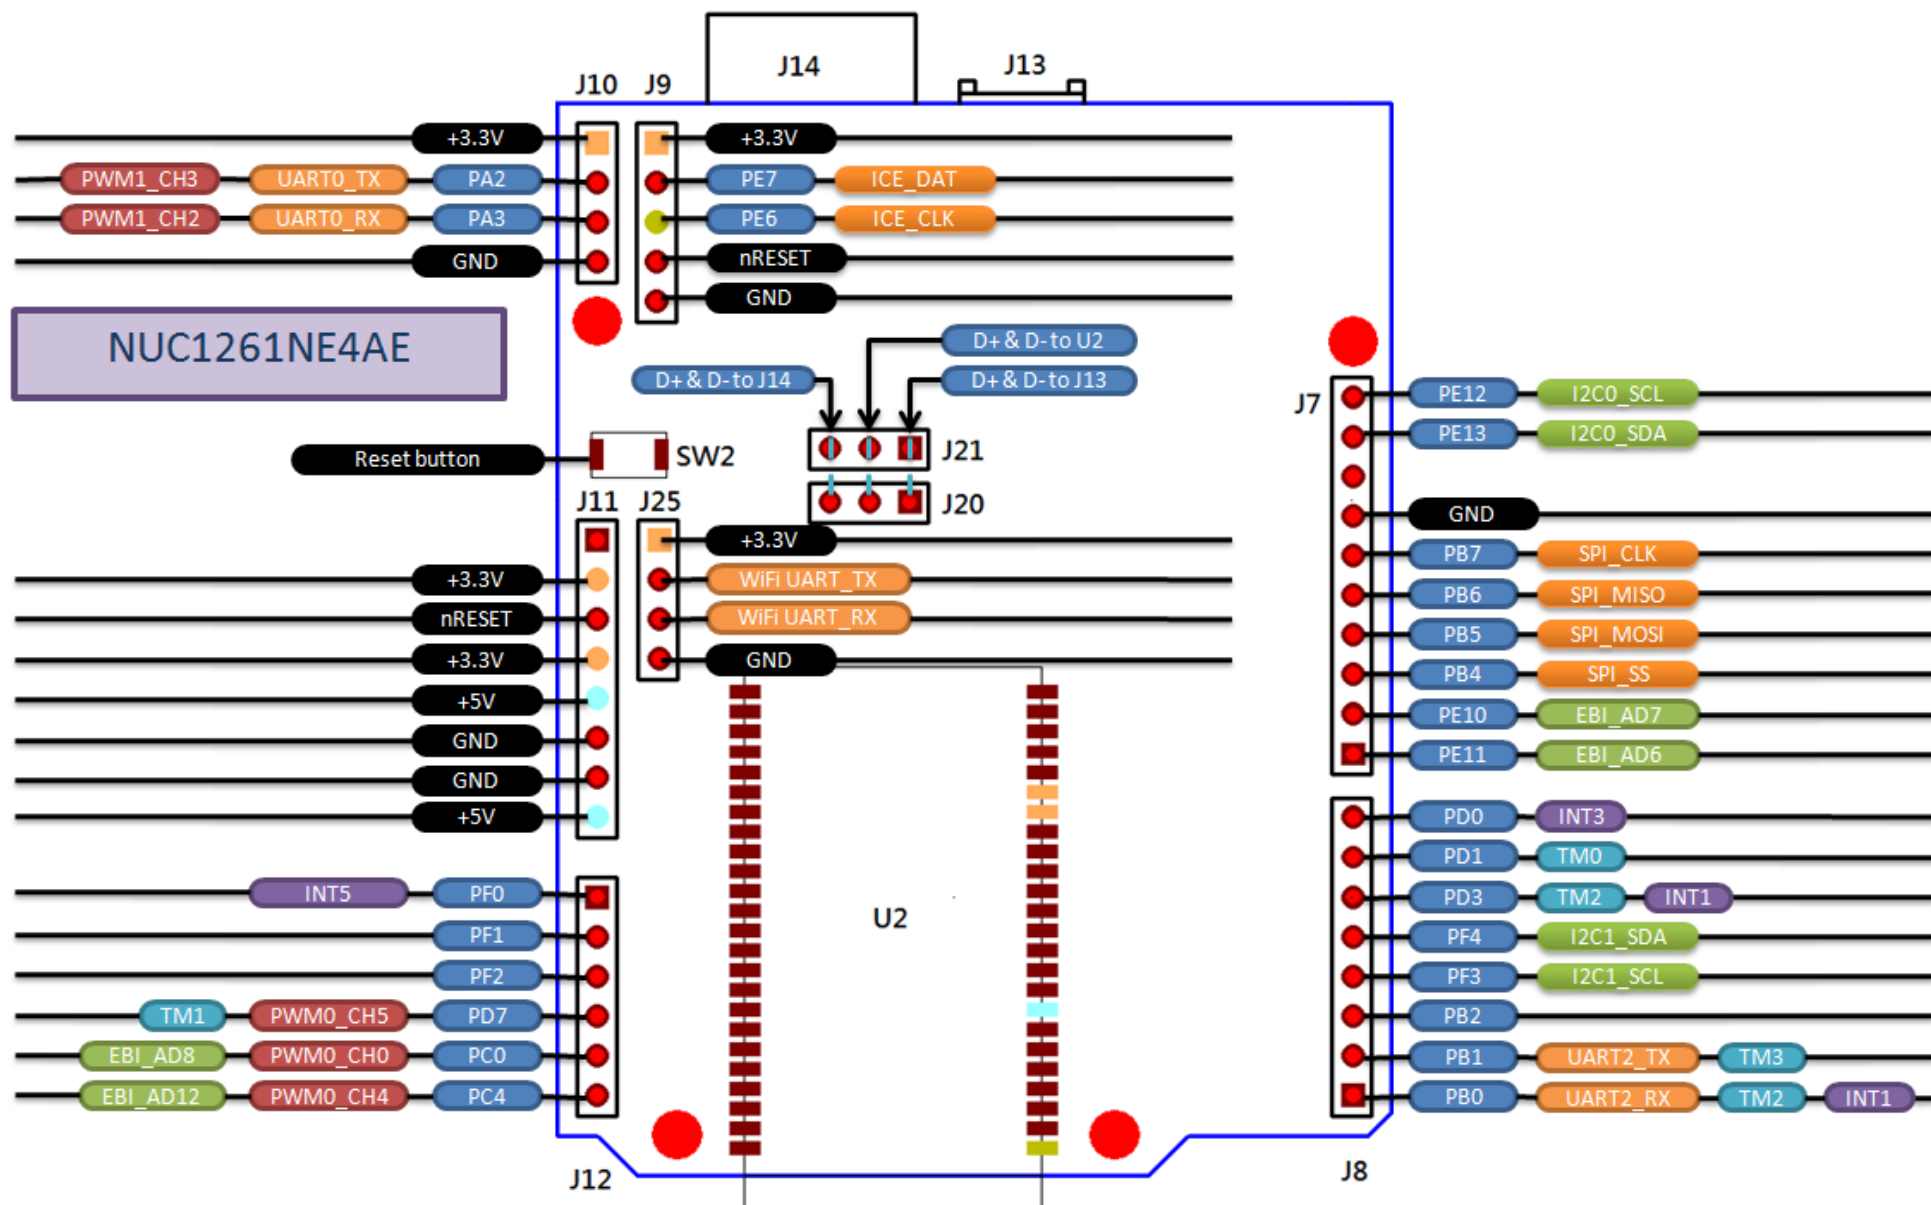 J14
J13
J10
J9
+3.3V
+3.3V
PWM1_CH3 UART0_TX PA2
PE7 ICE_DAT
PWM1_CH2 UART0_RX PA3
PE6 ICE_CLK
GND
nRESET
GND
NUC1261NE4AE
D+ & D- to U2
D+ & D- to J14
D+ & D- to J13
J7
PE12 I2C0_SCL
PE13 I2C0_SDA
Reset button
SW2
J21
J20
J11
J25
GND
+3.3V
PB7 SPI_CLK
+3.3V
WiFi UART_TX
PB6 SPI_MISO
nRESET
WiFi UART_RX
PB5 SPI_MOSI
+3.3V
GND
PB4 SPI_SS
+5V
PE10 EBI_AD7
GND
PE11 EBI_AD6
GND
+5V
PD0 INT3
PD1 TM0
INT5 PF0
PD3 TM2 INT1
U2
PF1
PF4 I2C1_SDA
PF2
PF3 I2C1_SCL
TM1 PWM0_CH5 PD7
PB2
EBI_AD8 PWM0_CH0 PC0
PB1 UART2_TX TM3
EBI_AD12 PWM0_CH4 PC4
PB0 UART2_RX TM2 INT1
J12
J8